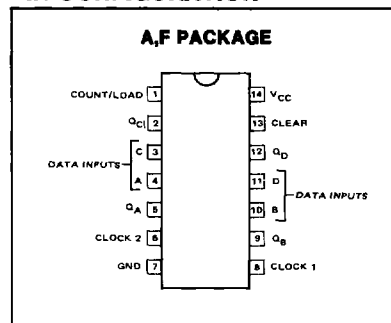 A,F PACKAGE
COUNT/LOAD 1
14 VCC
QC 2
13 CLEAR
C 3
12 QD
DATA INPUTS
A 4
11 D
DATA INPUTS
QA 5
10 B
CLOCK 2 6
9 QB
GND 7
8 CLOCK 1